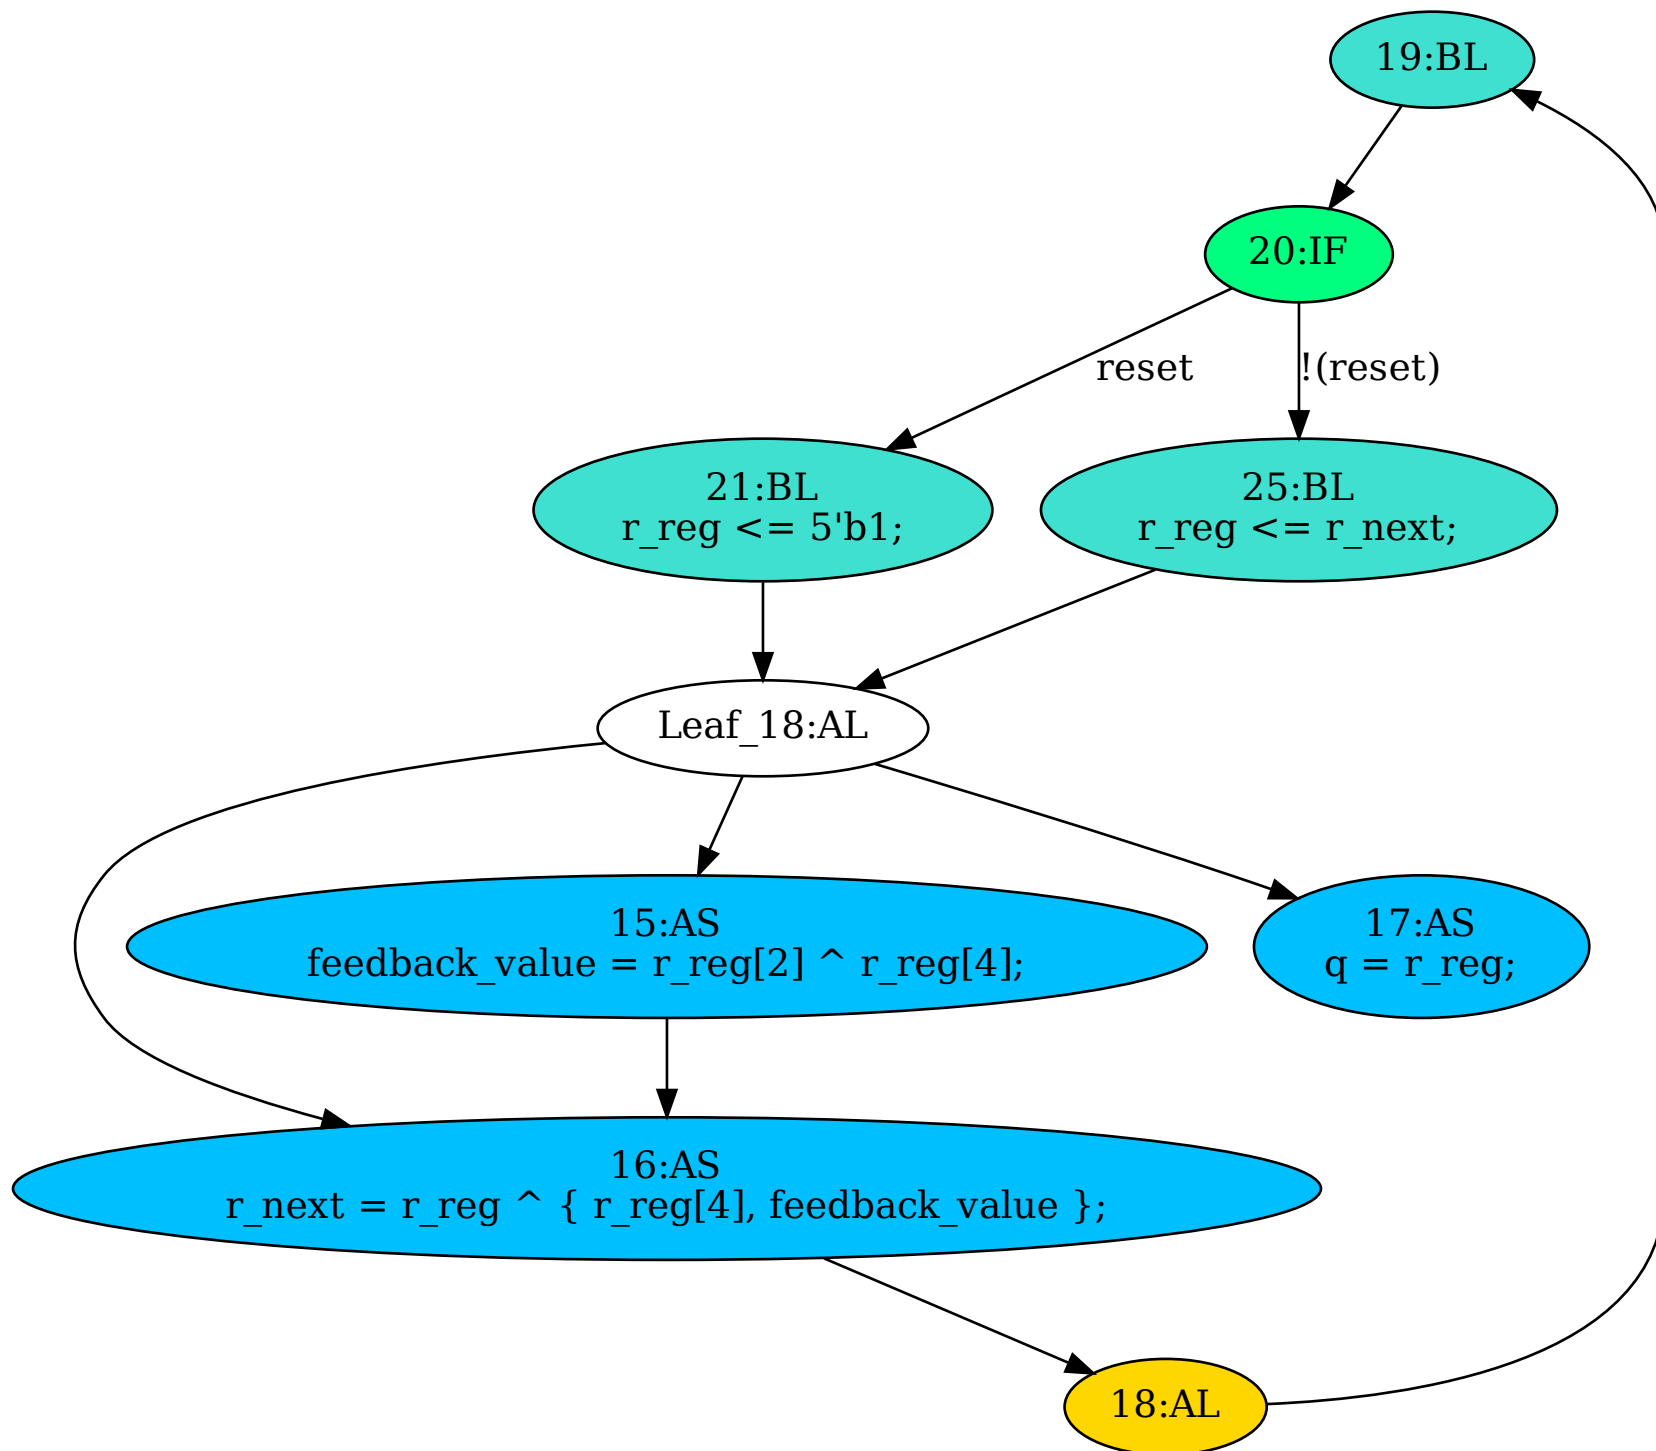 19:BL
20:IF
reset
!(reset)
21:BL
r_reg <= 5'b1;
25:BL
r_reg <= r_next;
Leaf_18:AL
15:AS
feedback_value = r_reg[2] ^ r_reg[4];
17:AS
q = r_reg;
16:AS
r_next = r_reg ^ { r_reg[4], feedback_value };
18:AL